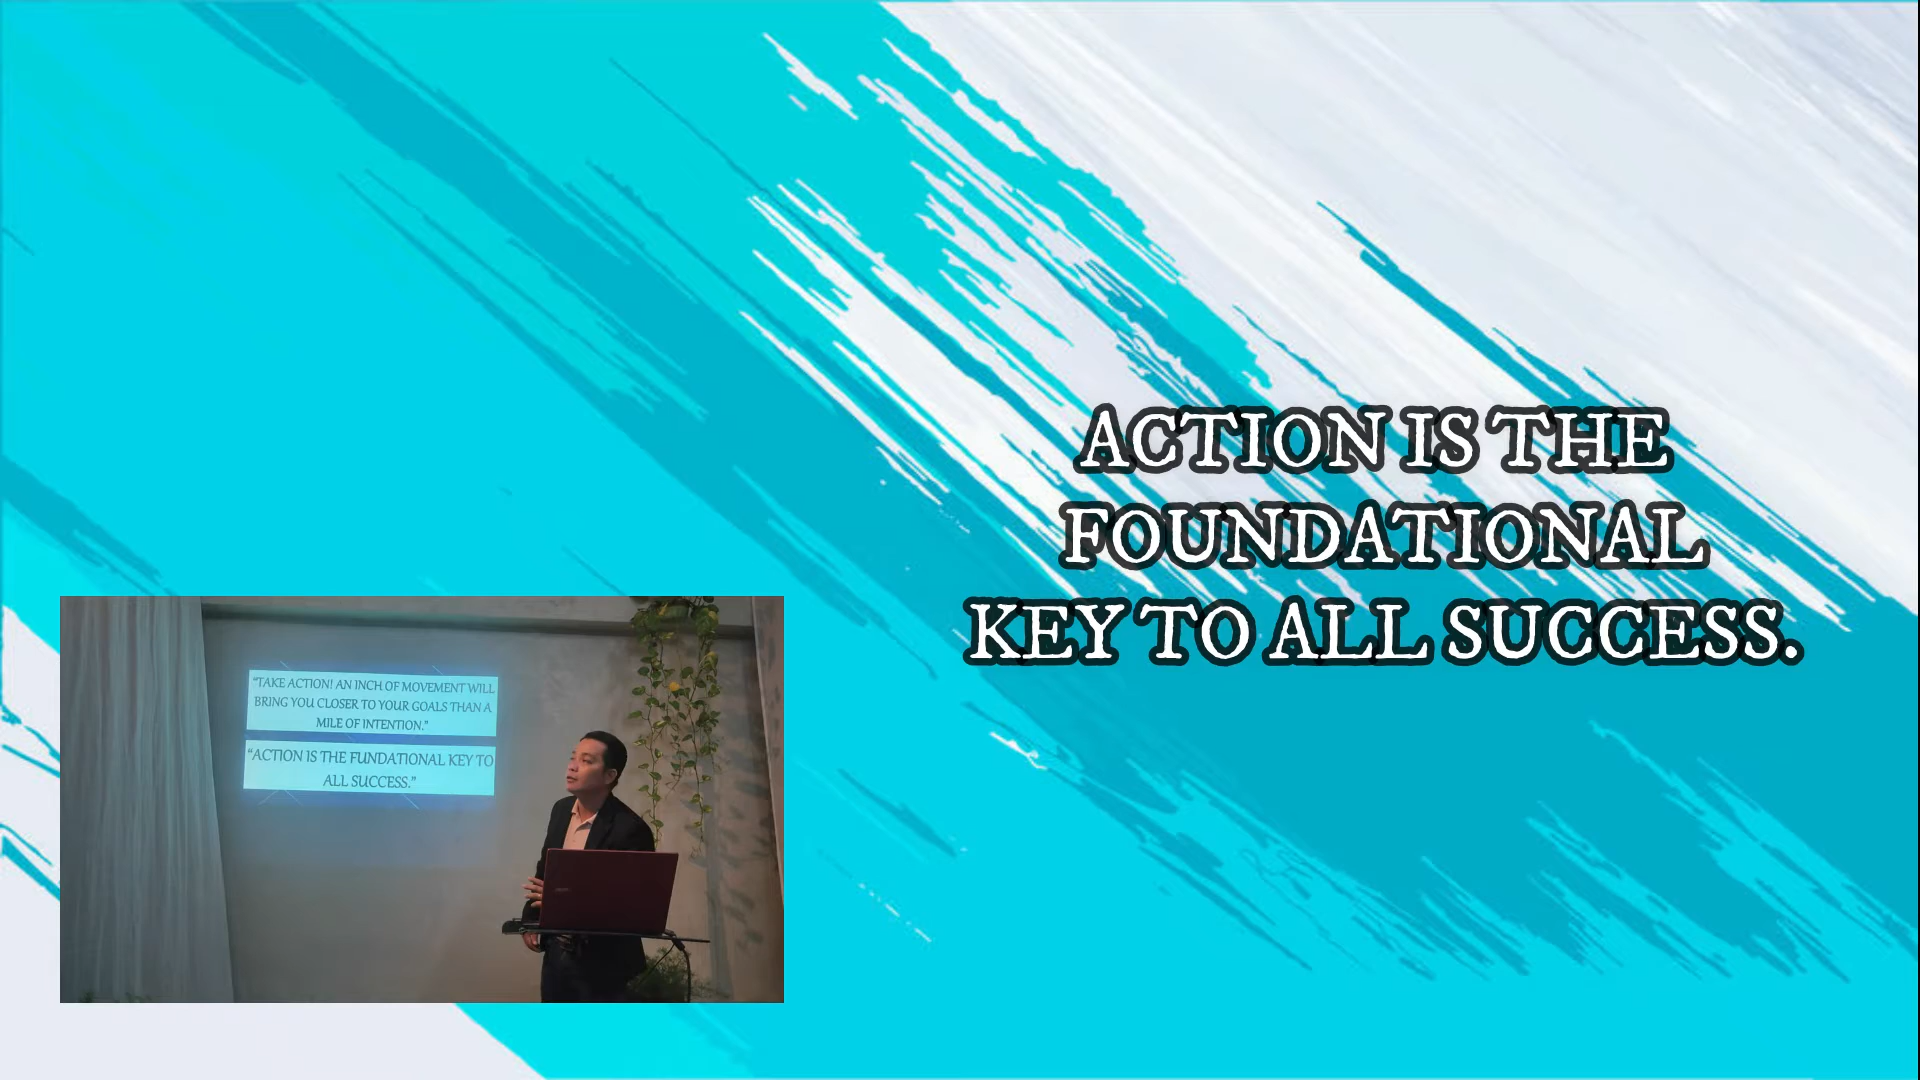 ACTION IS THE
FOUNDATIONAL
KEY TO ALL SUCCESS.
"TAKE ACTION! AN INCH OF MOVEMENT WILL
BRING YOU CLOSER TO YOUR GOALS THAN A
MILE OF INTENTION."
"ACTION IS THE FUNDATIONAL KEY TO
ALL SUCCESS."